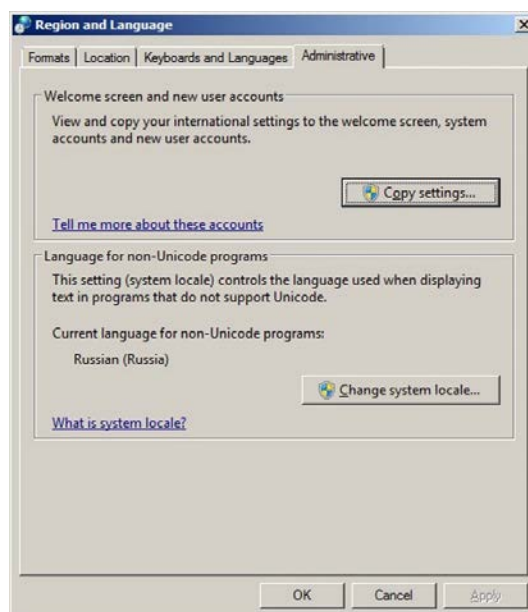 Region and Language
Formats Location Keyboards and Languages Administrative
Welcome screen and new user accounts
View and copy your international settings to the welcome screen, system
accounts and new user accounts.
Copy settings...
Tell me more about these accounts
Language for non-Unicode programs
This setting (system locale) controls the language used when displaying
text in programs that do not support Unicode.
Current language for non-Unicode programs:
Russian (Russia)
Change system locale...
What is system locale?
OK Cancel Apply